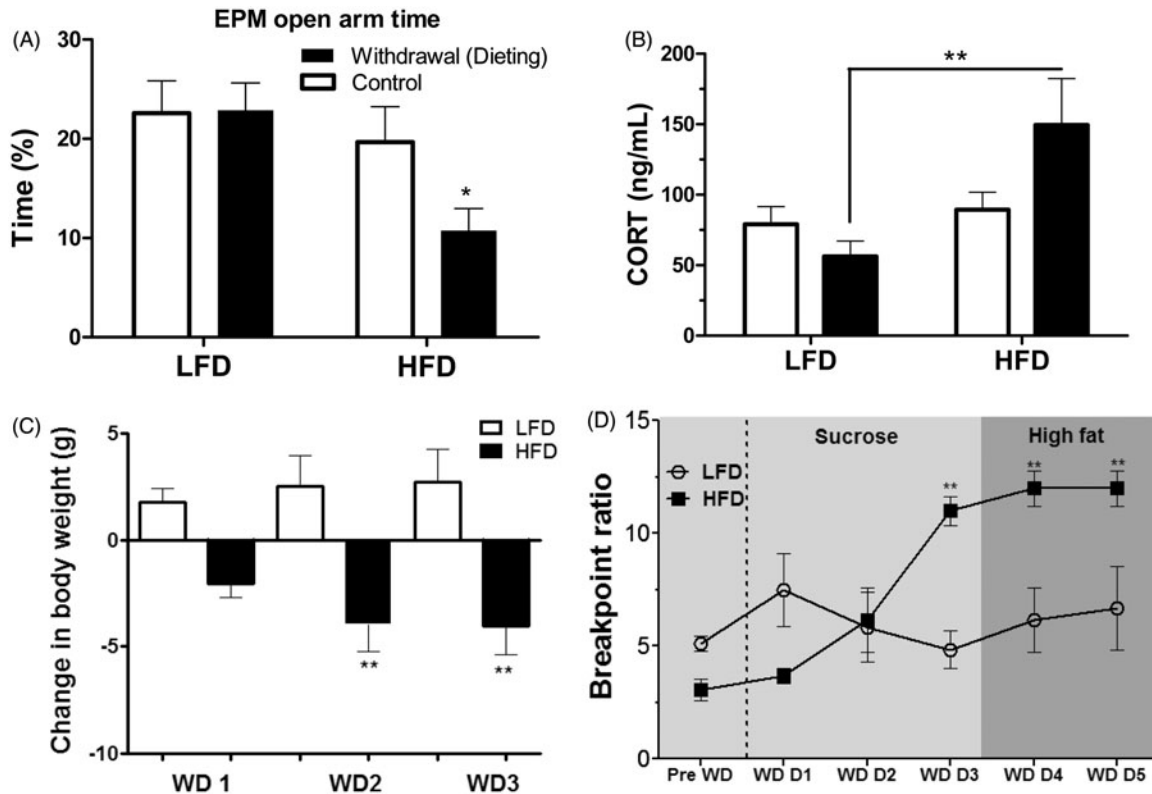 (A)
EPM open arm time
Withdrawal (Dieting)
Control
Time (%)
30
20
10
0
*
LFD
HFD
(B)
CORT (ng/mL)
200
150
100
50
0
**
LFD
HFD
(C)
LFD
HFD
Change in body weight (g)
5
0
-5
-10
**
**
WD 1
WD2
WD3
(D)
Sucrose
High fat
LFD
HFD
Breakpoint ratio
15
10
5
0
**
**
**
Pre WD
WD D1
WD D2
WD D3
WD D4
WD D5